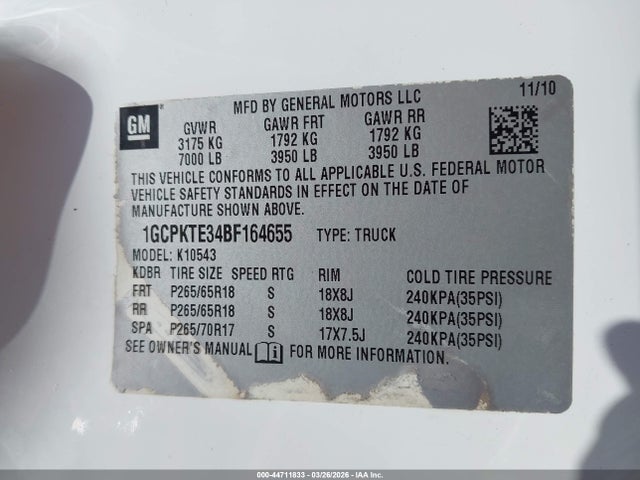 MFD BY GENERAL MOTORS LLC 11/10
GM
GVWR GAWR FRT GAWR RR
3175 KG 1792 KG 1792 KG
7000 LB 3950 LB 3950 LB
THIS VEHICLE CONFORMS TO ALL APPLICABLE U.S. FEDERAL MOTOR
VEHICLE SAFETY STANDARDS IN EFFECT ON THE DATE OF
MANUFACTURE SHOWN ABOVE.
1GCPKTE34BF164655 TYPE: TRUCK
MODEL: K10543
KDBR TIRE SIZE SPEED RTG RIM COLD TIRE PRESSURE
FRT P265/65R18 S 18X8J 240KPA(35PSI)
RR P265/65R18 S 18X8J 240KPA(35PSI)
SPA P265/70R17 S 17X7.5J 240KPA(35PSI)
SEE OWNER'S MANUAL i FOR MORE INFORMATION.
000-44711833 - 03/26/2026 - IAA Inc.